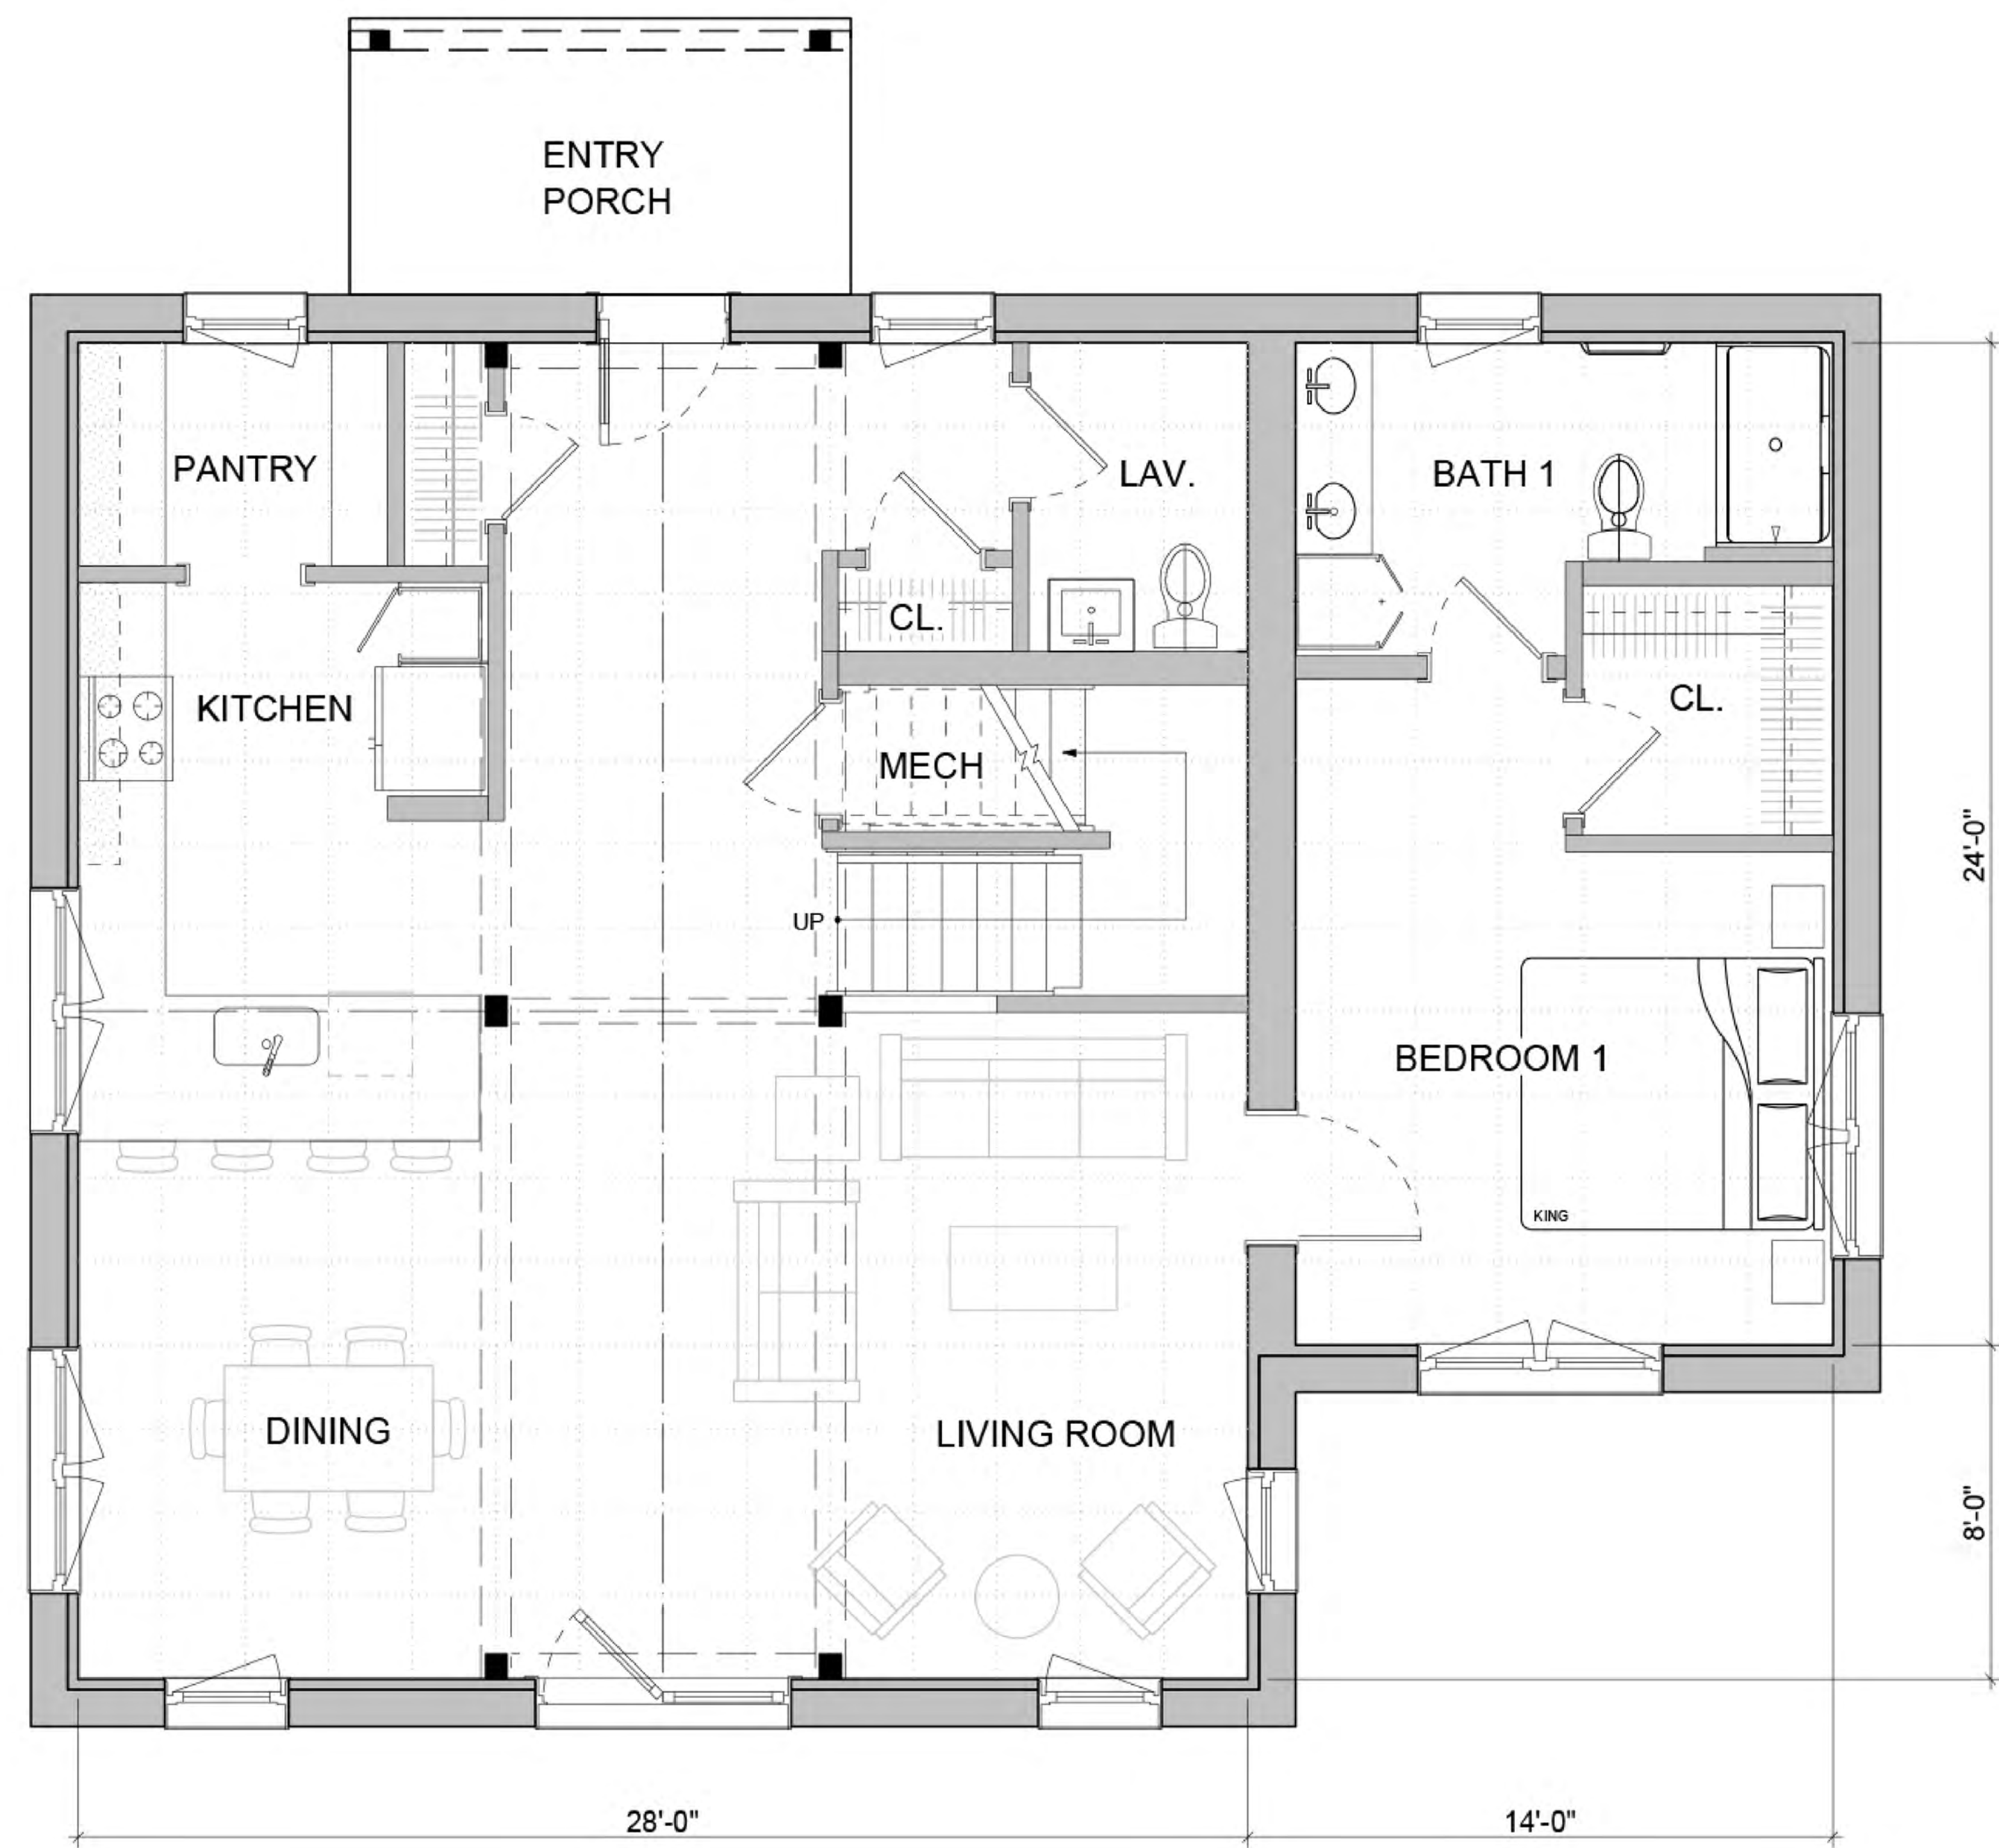 ENTRY
PORCH
PANTRY
LAV.
BATH 1
CL.
KITCHEN
CL.
MECH
UP
24'-0"
BEDROOM 1
KING
DINING
LIVING ROOM
8'-0"
28'-0"
14'-0"